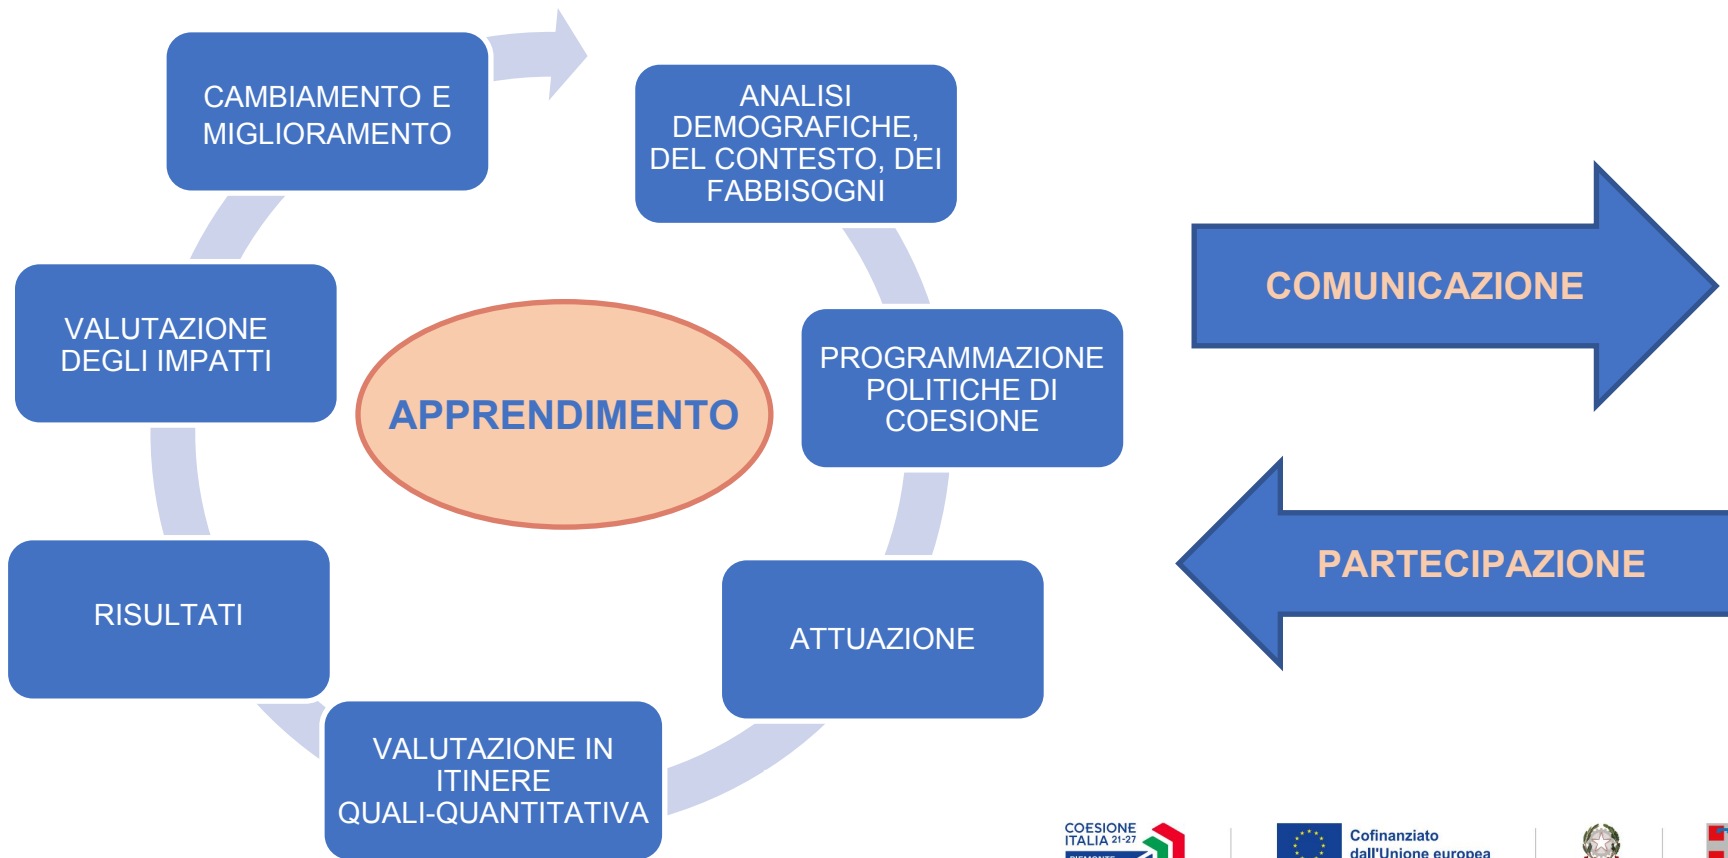 CAMBIAMENTO E
MIGLIORAMENTO
ANALISI
DEMOGRAFICHE,
DEL CONTESTO, DEI
FABBISOGNI
COMUNICAZIONE
VALUTAZIONE
DEGLI IMPATTI
APPRENDIMENTO
PROGRAMMAZIONE
POLITICHE DI
COESIONE
PARTECIPAZIONE
RISULTATI
ATTUAZIONE
VALUTAZIONE IN
ITINERE
QUALI-QUANTITATIVA
COESIONE
ITALIA 21-27
PIEMONTE
Cofinanziato
dall'Unione europea